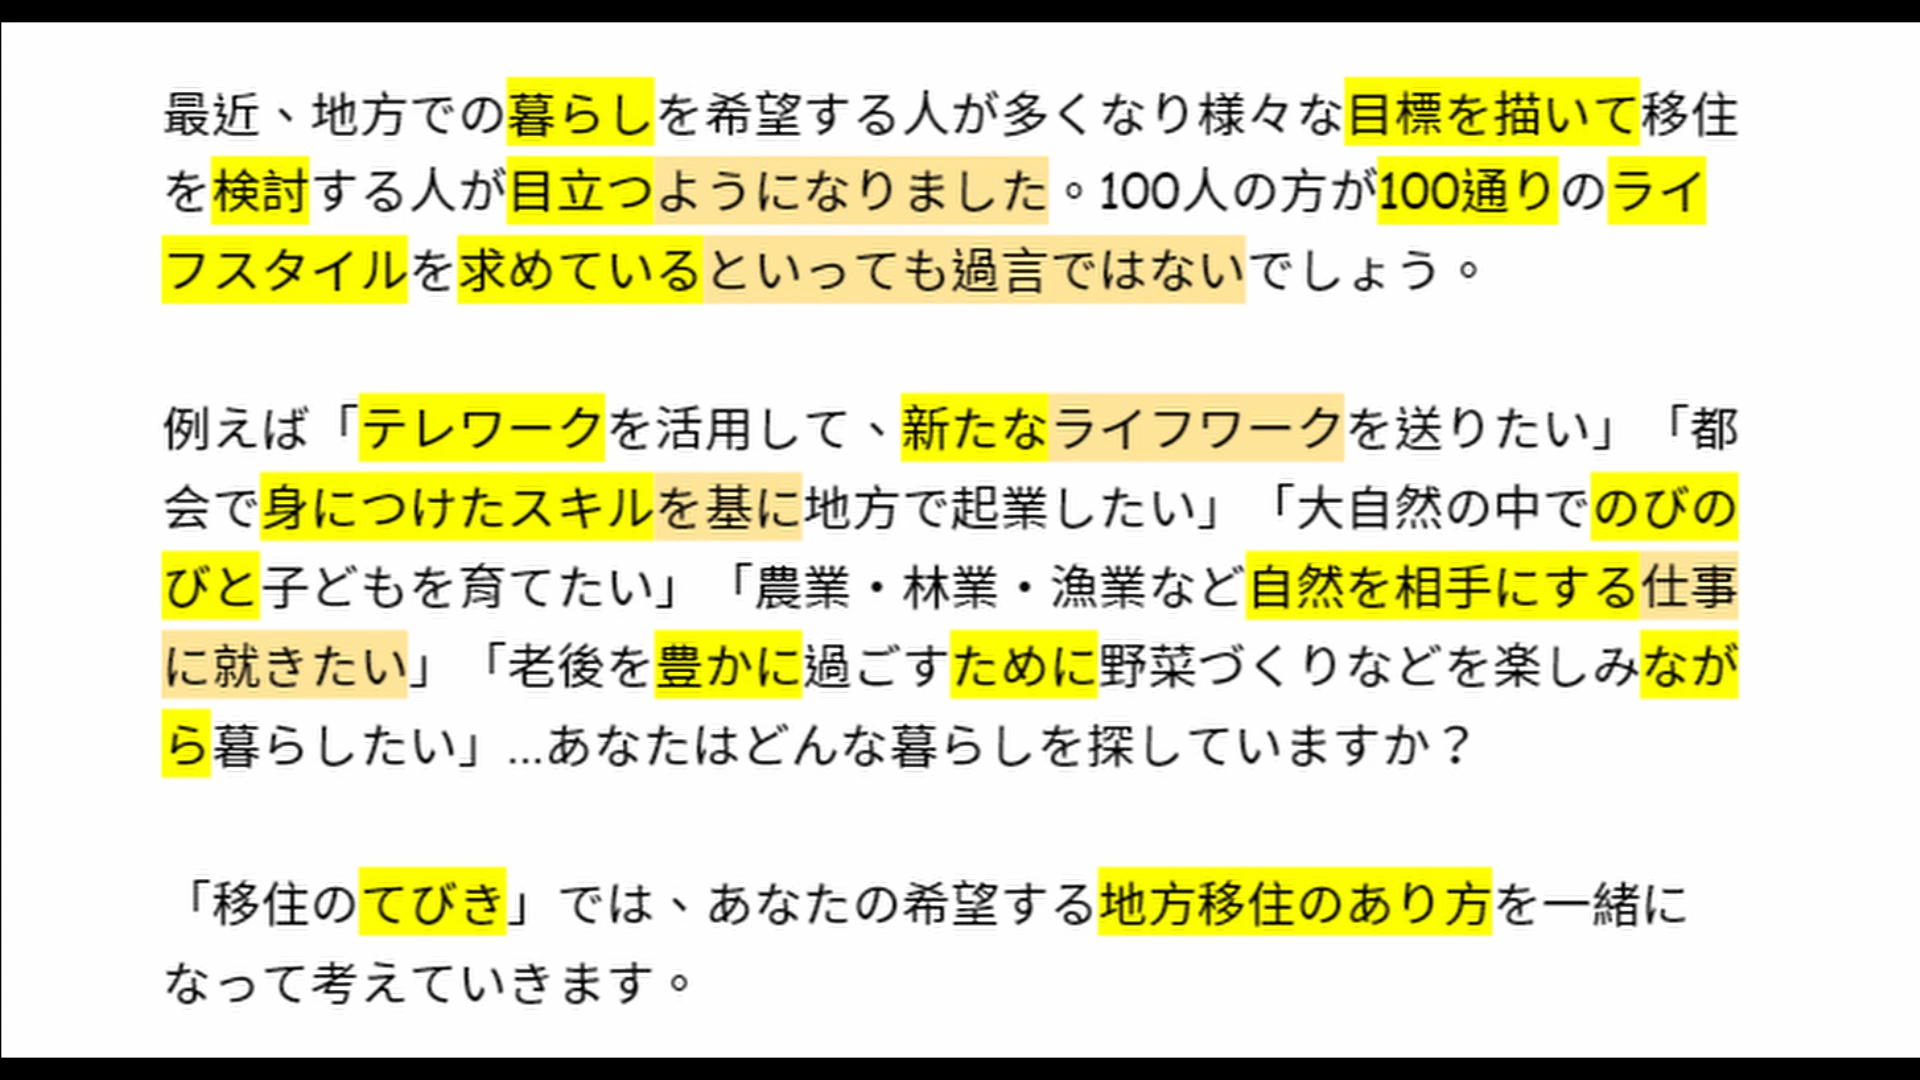 最近、地方での暮らしを希望する人が多くなり様々な目標を描いて移住
を検討する人が目立つようになりました。100人の方が100通りのライ
フスタイルを求めているといっても過言ではないでしょう。
例えば「テレワークを活用して、新たなライフワークを送りたい」「都
会で身につけたスキルを基に地方で起業したい」「大自然の中でのびの
びと子どもを育てたい」「農業・林業・漁業など自然を相手にする仕事
に就きたい」「老後を豊かに過ごすために野菜づくりなどを楽しみなが
ら暮らしたい」...あなたはどんな暮らしを探していますか？
「移住のてびき」では、あなたの希望する地方移住のあり方を一緒に
なって考えていきます。